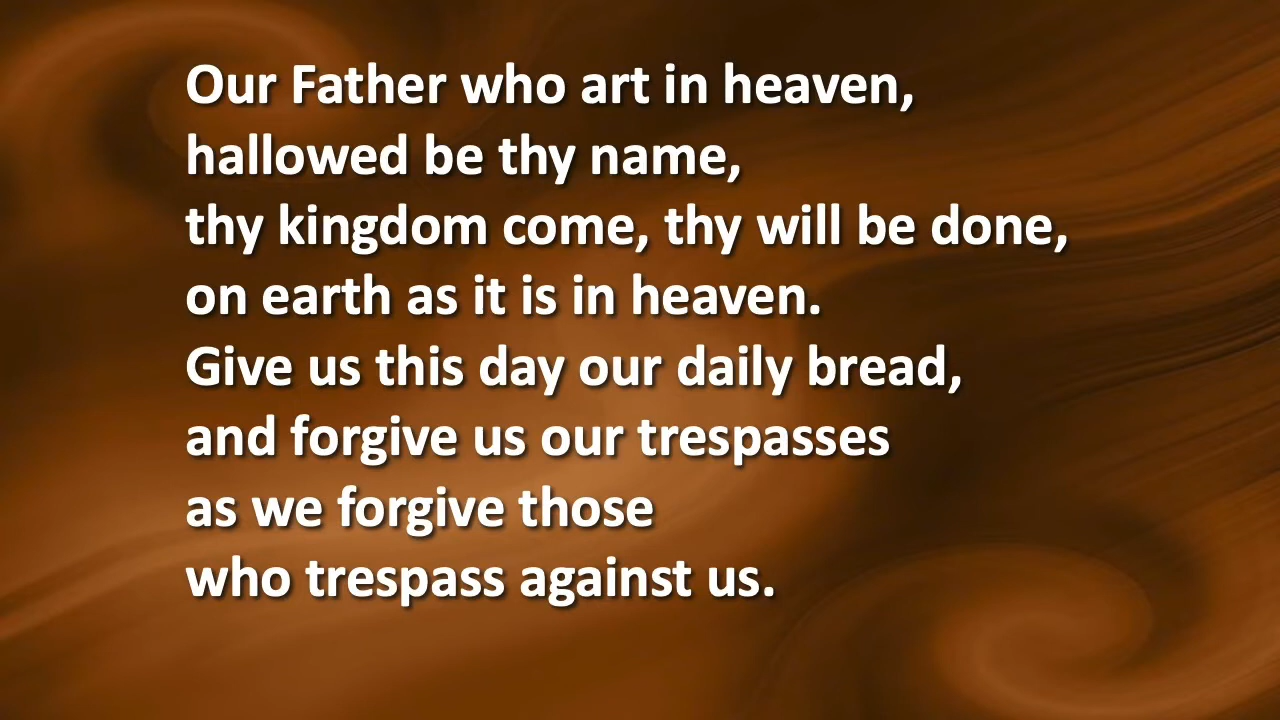 Our Father who art in heaven,
hallowed be thy name,
thy kingdom come, thy will be done,
on earth as it is in heaven.
Give us this day our daily bread,
and forgive us our trespasses
as we forgive those
who trespass against us.